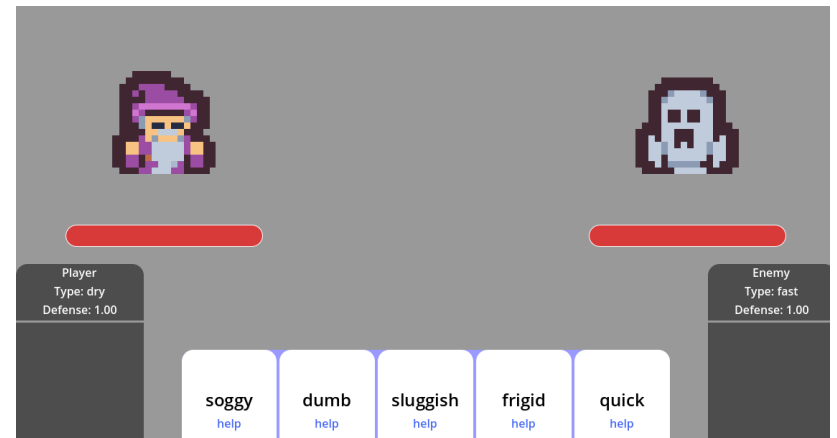 Player
Type: dry
Defense: 1.00
Enemy
Type: fast
Defense: 1.00
soggy
help
dumb
help
sluggish
help
frigid
help
quick
help